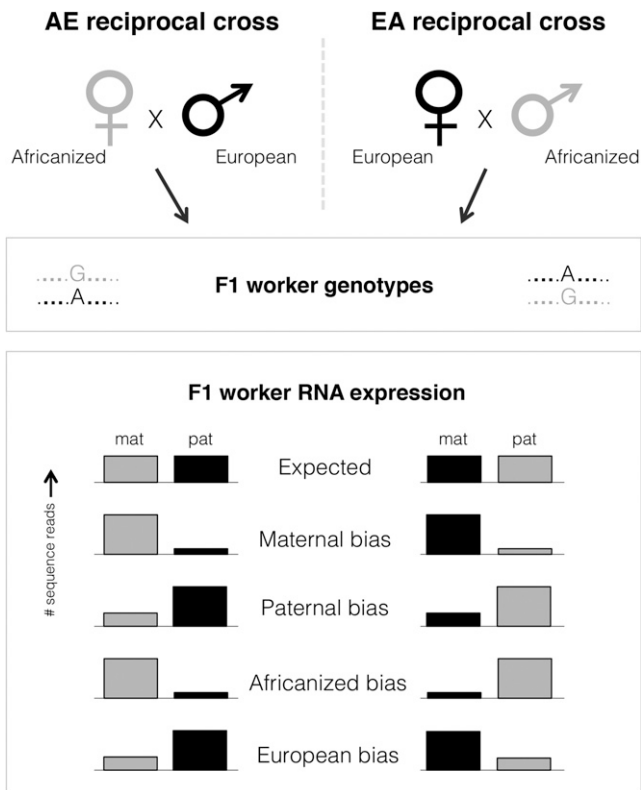 AE reciprocal cross
EA reciprocal cross
X
Africanized
European
X
European
Africanized
.....G.....
.....A.....
F1 worker genotypes
.....A.....
.....G.....
F1 worker RNA expression
mat pat
mat pat
# sequence reads
Expected
Maternal bias
Paternal bias
Africanized bias
European bias